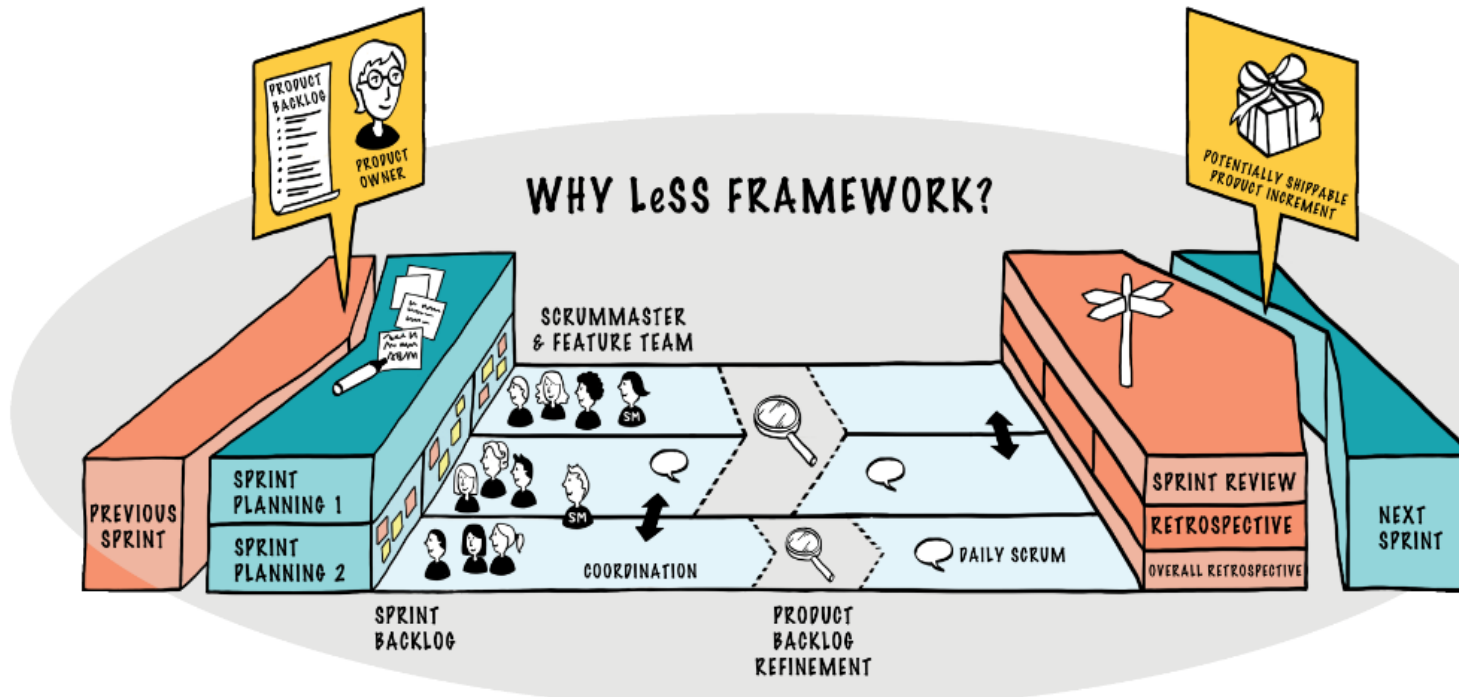 PRODUCT
BACKLOG
PRODUCT
OWNER
POTENTIALLY SHIPPABLE
PRODUCT INCREMENT
WHY LeSS FRAMEWORK?
SCRUMMASTER
& FEATURE TEAM
SM
SM
PREVIOUS
SPRINT
SPRINT
PLANNING 1
SPRINT
PLANNING 2
COORDINATION
DAILY SCRUM
SPRINT REVIEW
RETROSPECTIVE
OVERALL RETROSPECTIVE
NEXT
SPRINT
SPRINT
BACKLOG
PRODUCT
BACKLOG
REFINEMENT